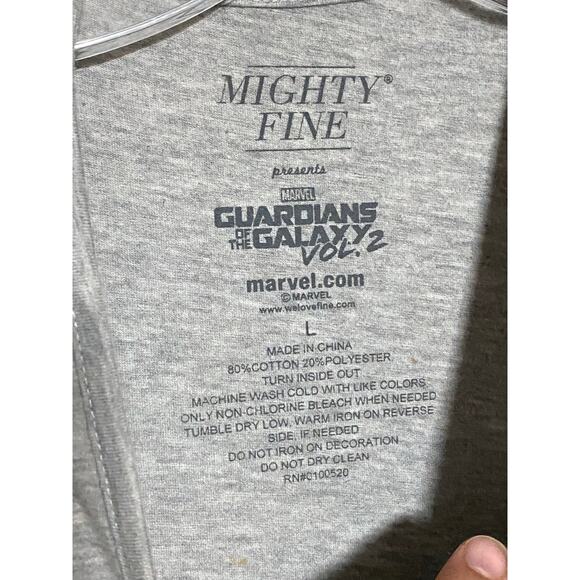 MIGHTY®
FINE
presents
MARVEL
GUARDIANS
OF THE GALAXY
VOL. 2
marvel.com
© MARVEL
www.welovefine.com
L
MADE IN CHINA
80%COTTON 20%POLYESTER
TURN INSIDE OUT
MACHINE WASH COLD WITH LIKE COLORS
ONLY NON-CHLORINE BLEACH WHEN NEEDED
TUMBLE DRY LOW, WARM IRON ON REVERSE
SIDE, IF NEEDED
DO NOT IRON ON DECORATION
DO NOT DRY CLEAN
RN#C100520